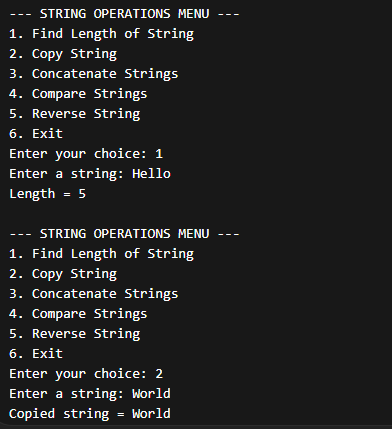 --- STRING OPERATIONS MENU ---
1. Find Length of String
2. Copy String
3. Concatenate Strings
4. Compare Strings
5. Reverse String
6. Exit
Enter your choice: 1
Enter a string: Hello
Length = 5

--- STRING OPERATIONS MENU ---
1. Find Length of String
2. Copy String
3. Concatenate Strings
4. Compare Strings
5. Reverse String
6. Exit
Enter your choice: 2
Enter a string: World
Copied string = World